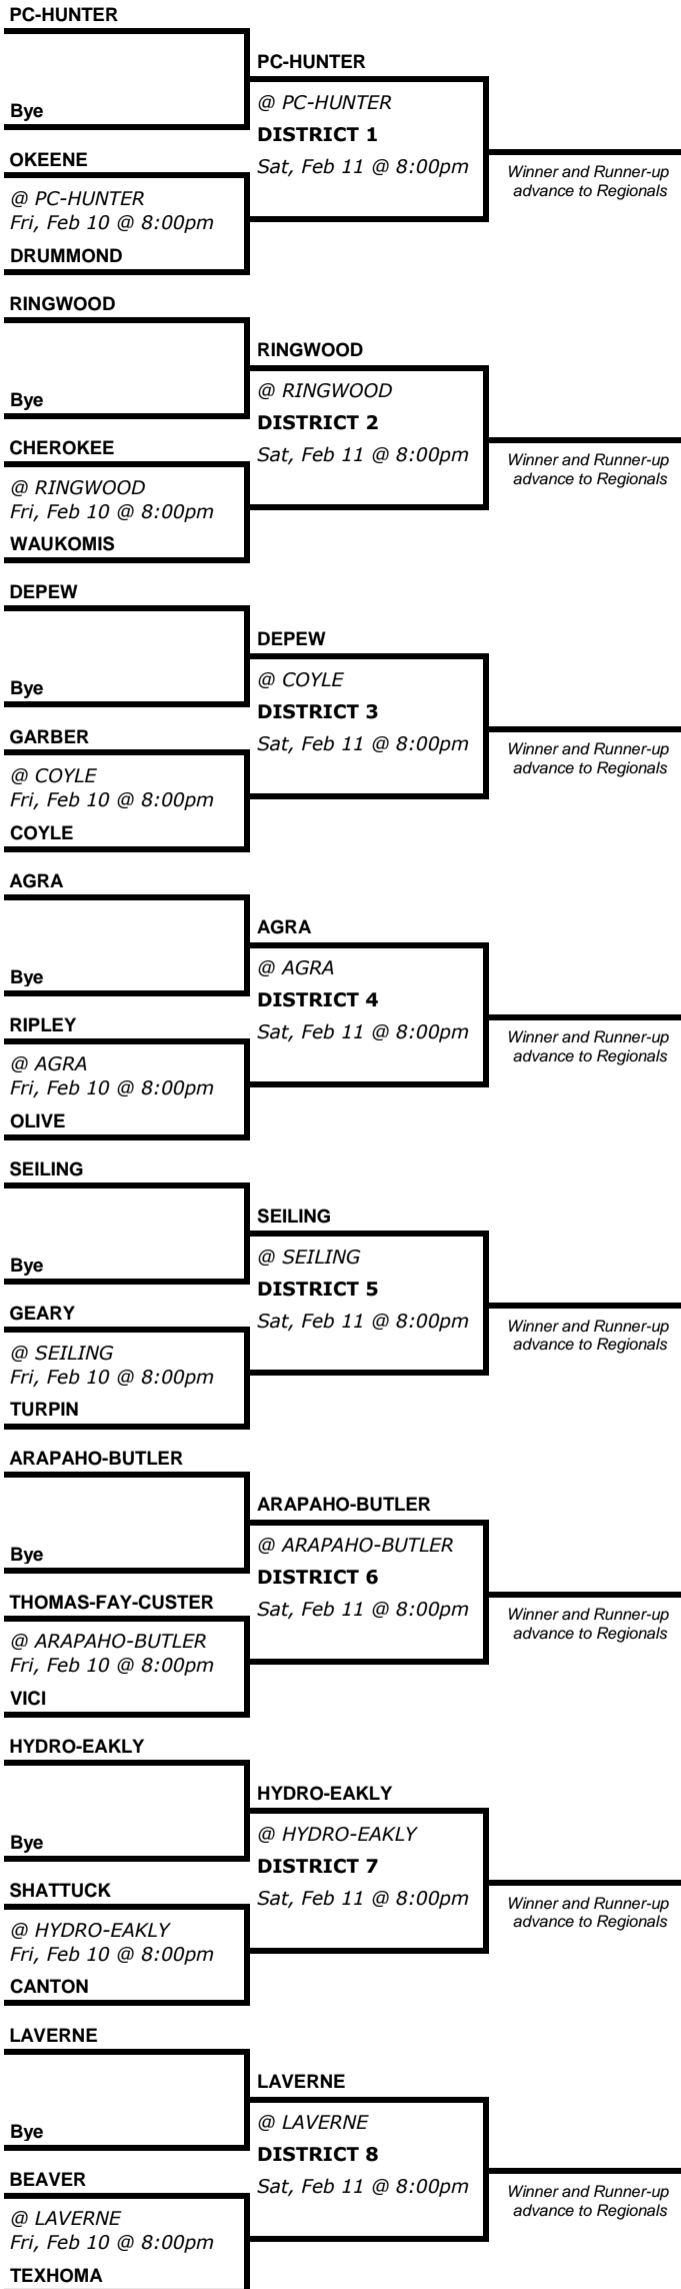 PC-HUNTER
PC-HUNTER
Bye
@ PC-HUNTER
DISTRICT 1
OKEENE
Sat, Feb 11 @ 8:00pm
Winner and Runner-up
advance to Regionals
@ PC-HUNTER
Fri, Feb 10 @ 8:00pm
DRUMMOND
RINGWOOD
RINGWOOD
Bye
@ RINGWOOD
DISTRICT 2
CHEROKEE
Sat, Feb 11 @ 8:00pm
Winner and Runner-up
advance to Regionals
@ RINGWOOD
Fri, Feb 10 @ 8:00pm
WAUKOMIS
DEPEW
DEPEW
Bye
@ COYLE
DISTRICT 3
GARBER
Sat, Feb 11 @ 8:00pm
Winner and Runner-up
advance to Regionals
@ COYLE
Fri, Feb 10 @ 8:00pm
COYLE
AGRA
AGRA
Bye
@ AGRA
DISTRICT 4
RIPLEY
Sat, Feb 11 @ 8:00pm
Winner and Runner-up
advance to Regionals
@ AGRA
Fri, Feb 10 @ 8:00pm
OLIVE
SEILING
SEILING
Bye
@ SEILING
DISTRICT 5
GEARY
Sat, Feb 11 @ 8:00pm
Winner and Runner-up
advance to Regionals
@ SEILING
Fri, Feb 10 @ 8:00pm
TURPIN
ARAPAHO-BUTLER
ARAPAHO-BUTLER
Bye
@ ARAPAHO-BUTLER
DISTRICT 6
THOMAS-FAY-CUSTER
Sat, Feb 11 @ 8:00pm
Winner and Runner-up
advance to Regionals
@ ARAPAHO-BUTLER
Fri, Feb 10 @ 8:00pm
VICI
HYDRO-EAKLY
HYDRO-EAKLY
Bye
@ HYDRO-EAKLY
DISTRICT 7
SHATTUCK
Sat, Feb 11 @ 8:00pm
Winner and Runner-up
advance to Regionals
@ HYDRO-EAKLY
Fri, Feb 10 @ 8:00pm
CANTON
LAVERNE
LAVERNE
Bye
@ LAVERNE
DISTRICT 8
BEAVER
Sat, Feb 11 @ 8:00pm
Winner and Runner-up
advance to Regionals
@ LAVERNE
Fri, Feb 10 @ 8:00pm
TEXHOMA